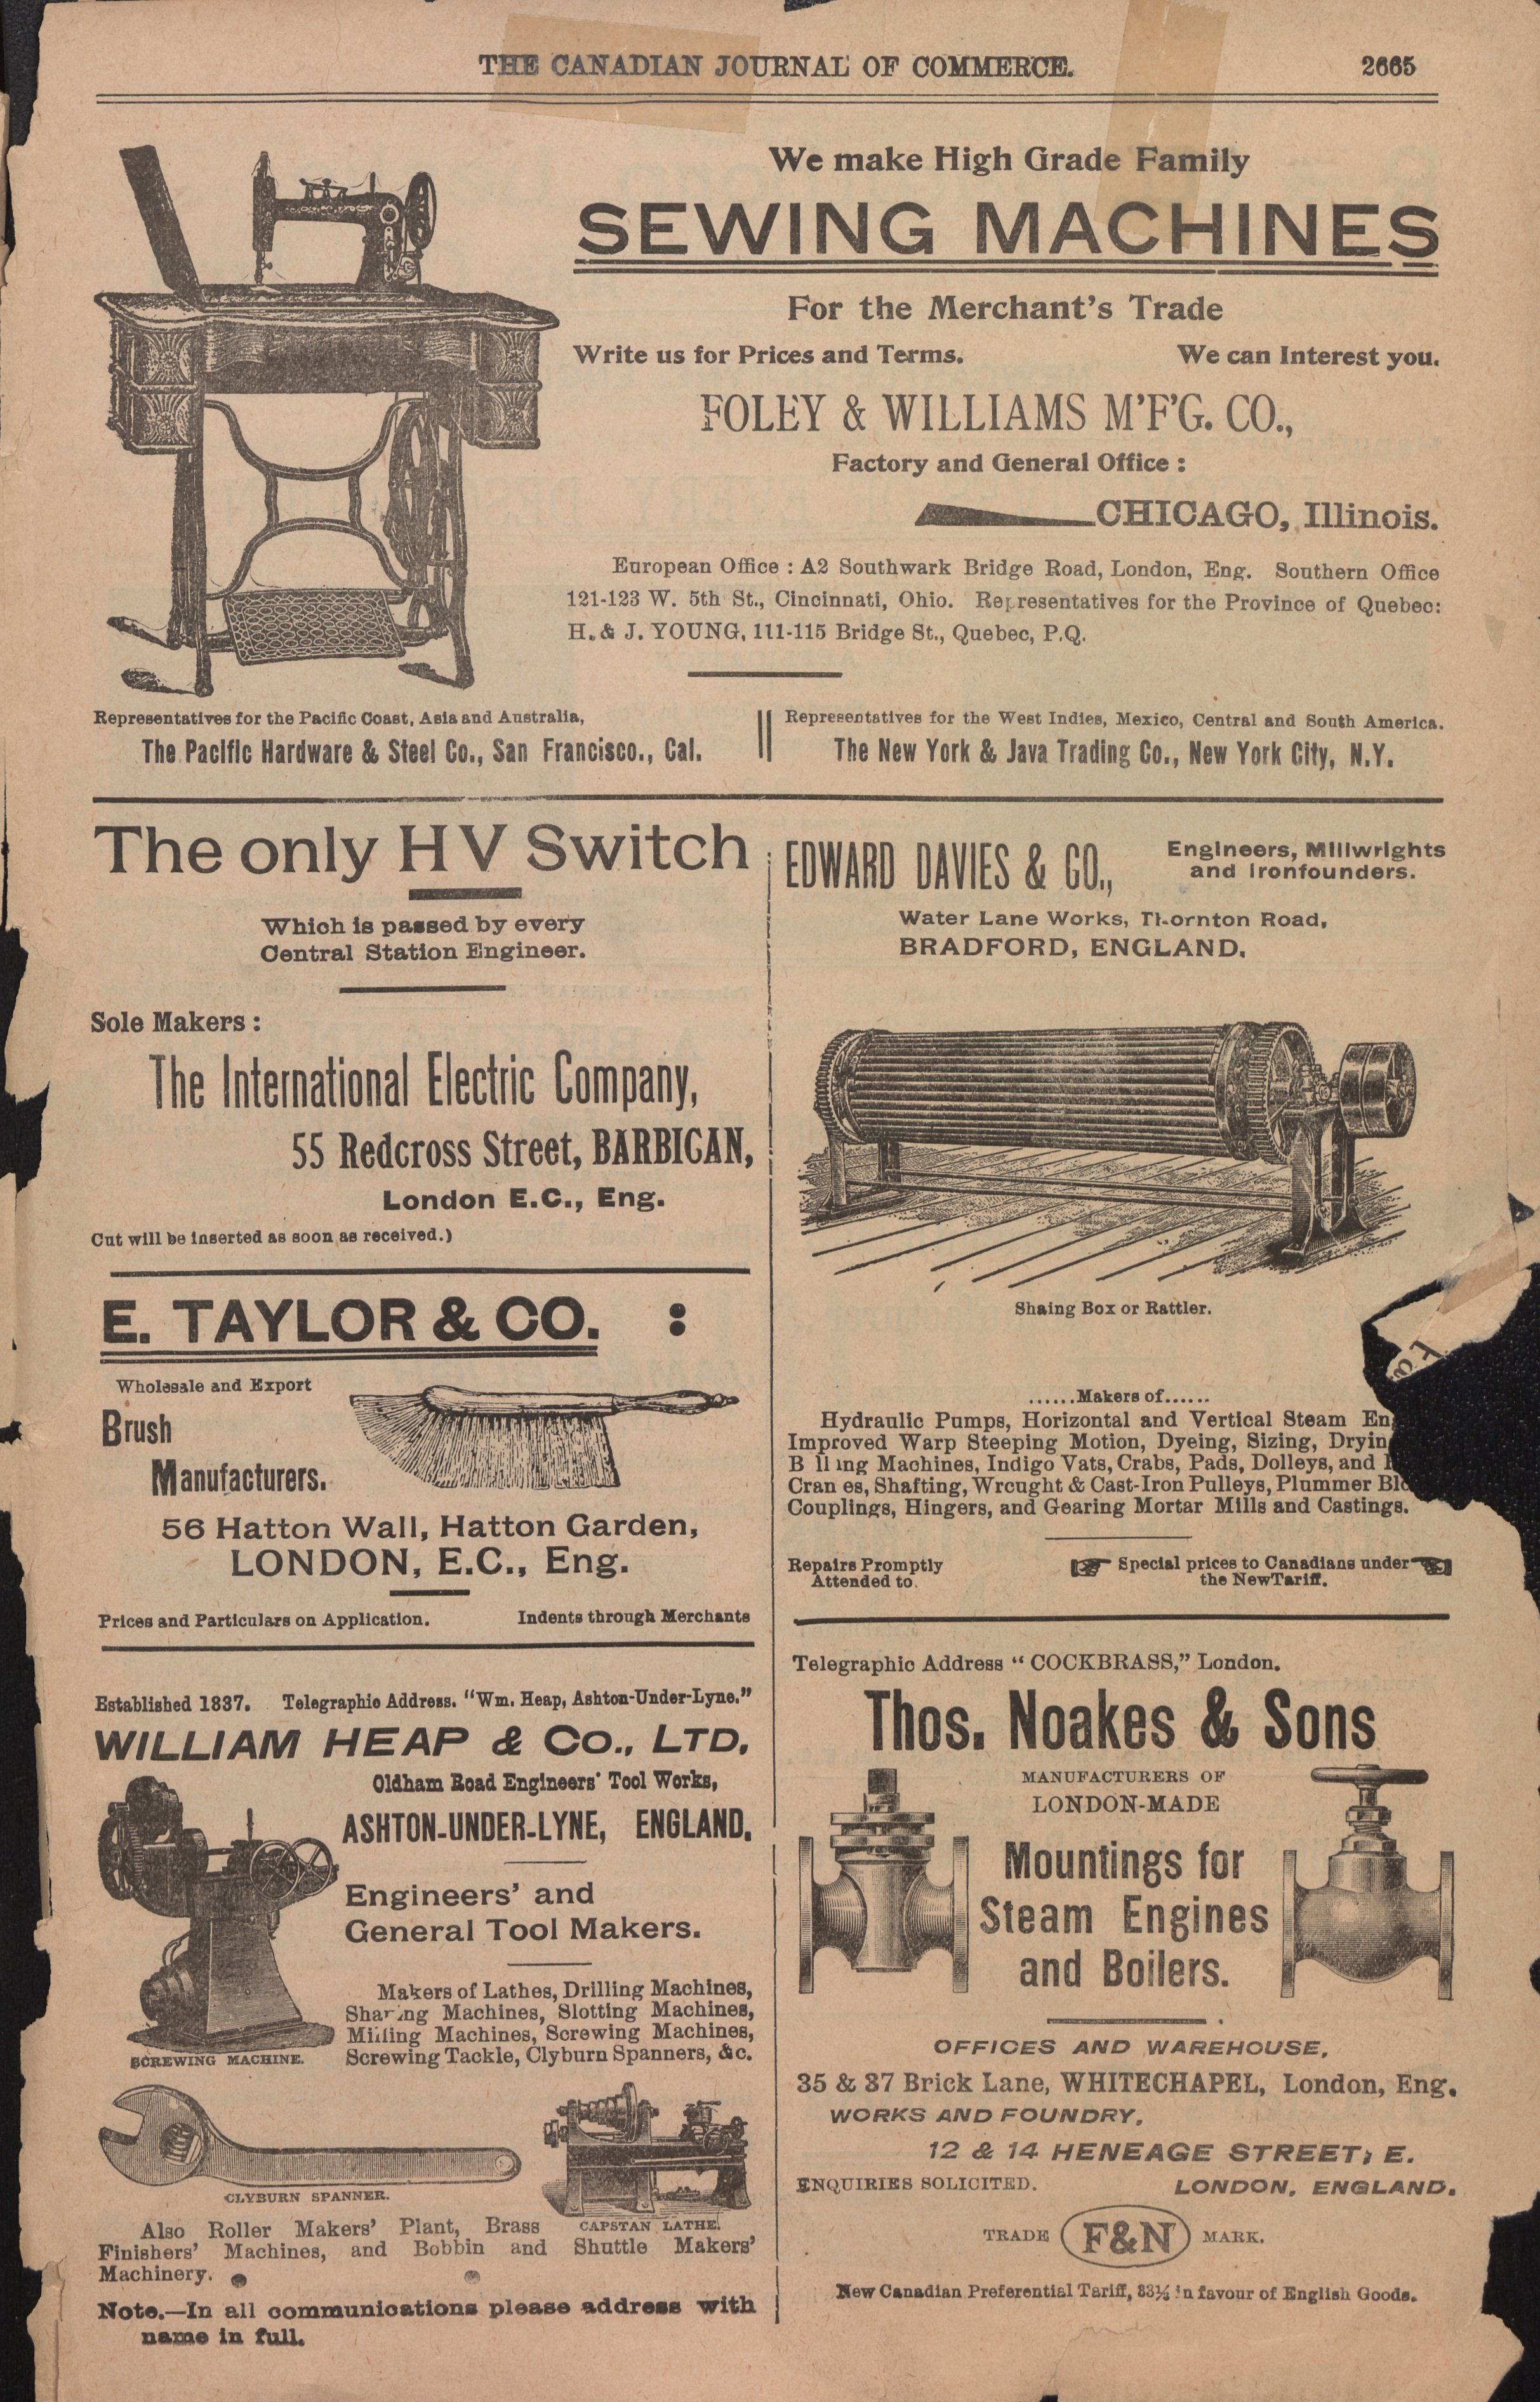 THE CANADIAN JOURNAL OF COMMERCE.
2665
We make High Grade Family
SEWING MACHINES
For the Merchant's Trade
Write us for Prices and Terms. We can Interest you.
FOLEY & WILLIAMS M'F'G. CO.,
Factory and General Office :
CHICAGO, Illinois.
European Office : A2 Southwark Bridge Road, London, Eng. Southern Office
121-123 W. 5th St., Cincinnati, Ohio. Representatives for the Province of Quebec:
H. & J. YOUNG, 111-115 Bridge St., Quebec, P.Q.
Representatives for the Pacific Coast, Asia and Australia,
The Pacific Hardware & Steel Co., San Francisco., Cal.
Representatives for the West Indies, Mexico, Central and South America.
The New York & Java Trading Co., New York City, N.Y.
The only H V Switch
Which is passed by every
Central Station Engineer.
Sole Makers :
The International Electric Company,
55 Redcross Street, BARBICAN,
London E.C., Eng.
Cut will be inserted as soon as received.)
E. TAYLOR & CO. :
Wholesale and Export
Brush
Manufacturers.
56 Hatton Wall, Hatton Garden,
LONDON, E.C., Eng.
Prices and Particulars on Application. Indents through Merchants
Established 1837. Telegraphic Address. "Wm. Heap, Ashton-Under-Lyne."
WILLIAM HEAP & CO., LTD.
Oldham Road Engineers' Tool Works,
ASHTON-UNDER-LYNE, ENGLAND.
Engineers' and
General Tool Makers.
Makers of Lathes, Drilling Machines,
Sharing Machines, Slotting Machines,
Milling Machines, Screwing Machines,
Screwing Tackle, Clyburn Spanners, &c.
SCREWING MACHINE.
CLYBURN SPANNER.
CAPSTAN LATHE.
Also Roller Makers' Plant, Brass
Finishers' Machines, and Bobbin and Shuttle Makers'
Machinery.
Note.—In all communications please address with
name in full.
EDWARD DAVIES & CO.,
Engineers, Millwrights
and Ironfounders.
Water Lane Works, Thornton Road,
BRADFORD, ENGLAND.
Shaing Box or Rattler.
......Makers of......
Hydraulic Pumps, Horizontal and Vertical Steam En
Improved Warp Steeping Motion, Dyeing, Sizing, Dryin
B ll ing Machines, Indigo Vats, Crabs, Pads, Dolleys, and
Cran es, Shafting, Wrought & Cast-Iron Pulleys, Plummer Blo
Couplings, Hingers, and Gearing Mortar Mills and Castings.
Repairs Promptly
Attended to.
Special prices to Canadians under
the New Tariff.
Telegraphic Address "COCKBRASS," London.
Thos. Noakes & Sons
MANUFACTURERS OF
LONDON-MADE
Mountings for
Steam Engines
and Boilers.
OFFICES AND WAREHOUSE,
35 & 37 Brick Lane, WHITECHAPEL, London, Eng.
WORKS AND FOUNDRY,
12 & 14 HENEAGE STREET, E.
ENQUIRIES SOLICITED. LONDON, ENGLAND.
TRADE F&N MARK.
New Canadian Preferential Tariff, 33⅓ in favour of English Goods.